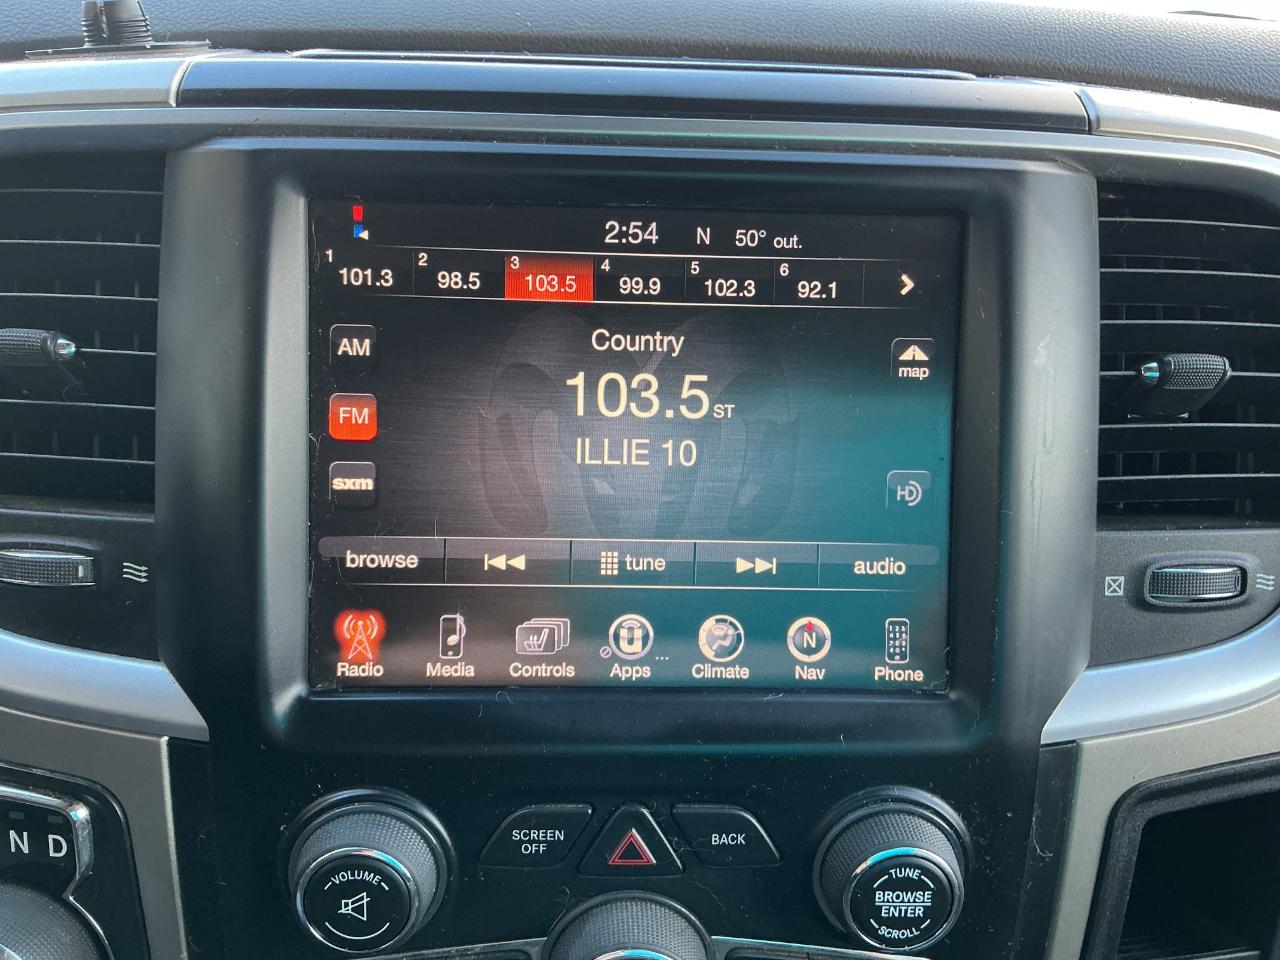 2:54 N 50° out.
1 101.3 2 98.5 3 103.5 4 99.9 5 102.3 6 92.1
AM
Country
map
103.5 ST
FM
ILLIE 10
sxm
HD
browse tune audio
Radio Media Controls Apps ... Climate Nav Phone
N D
SCREEN
OFF
BACK
VOLUME
TUNE
BROWSE
ENTER
SCROLL